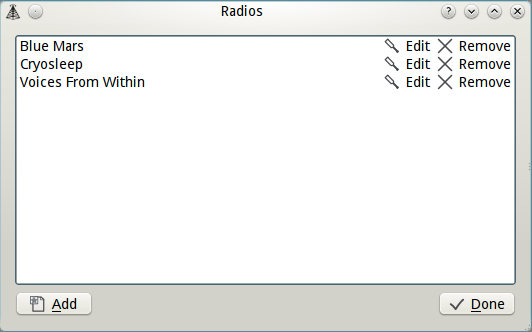 Radios
Blue Mars Edit Remove
Cryosleep Edit Remove
Voices From Within Edit Remove
Add Done